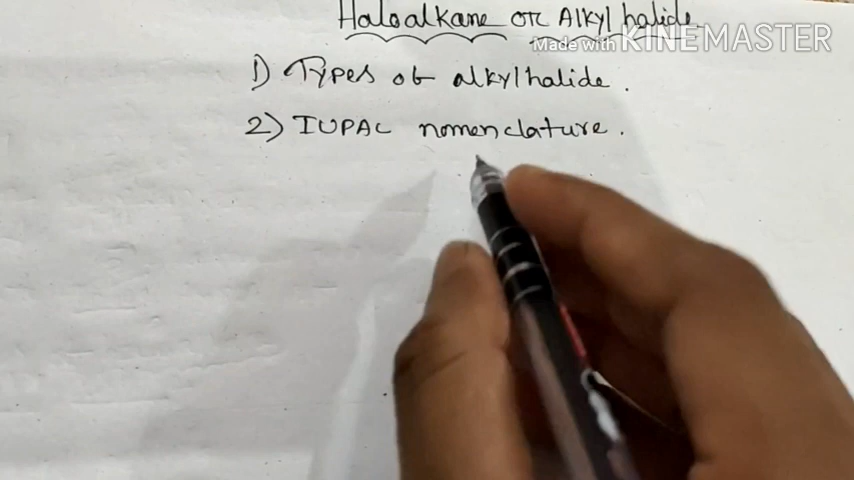 Haloalkane or Alkyl halide
Made with KINEMASTER
1) Types of alkylhalide.
2) IUPAC nomenclature.